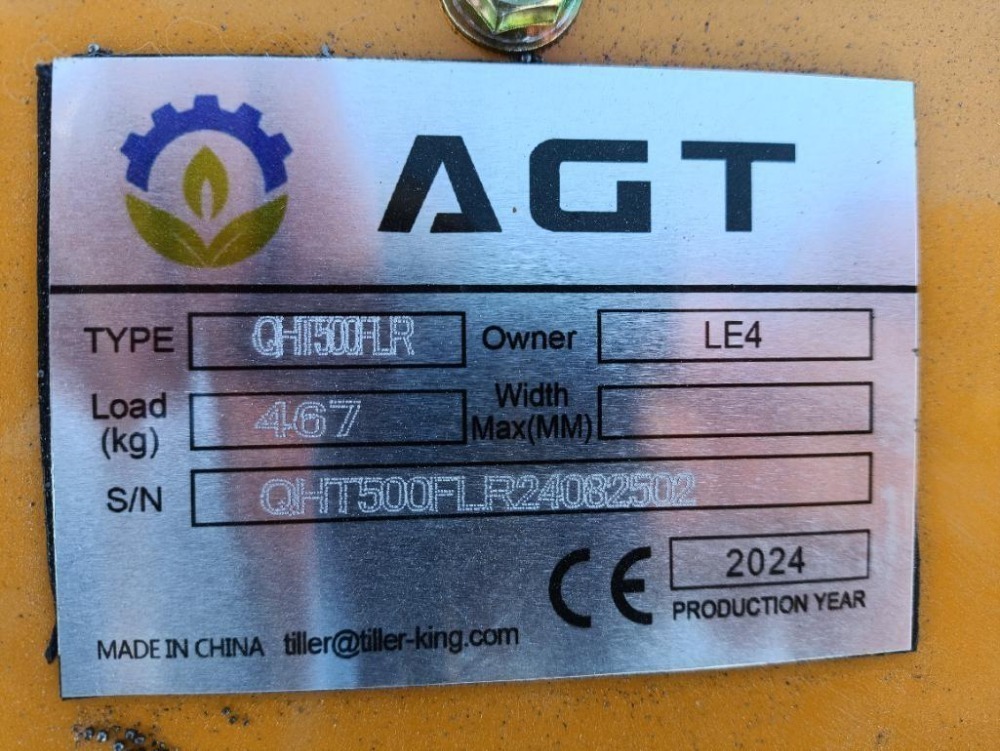 AGT
TYPE QHT500FLR Owner LE4
Load (kg) 467 Width Max(MM)
S/N QHT500FLR24082502
CE 2024
PRODUCTION YEAR
MADE IN CHINA tiller@tiller-king.com